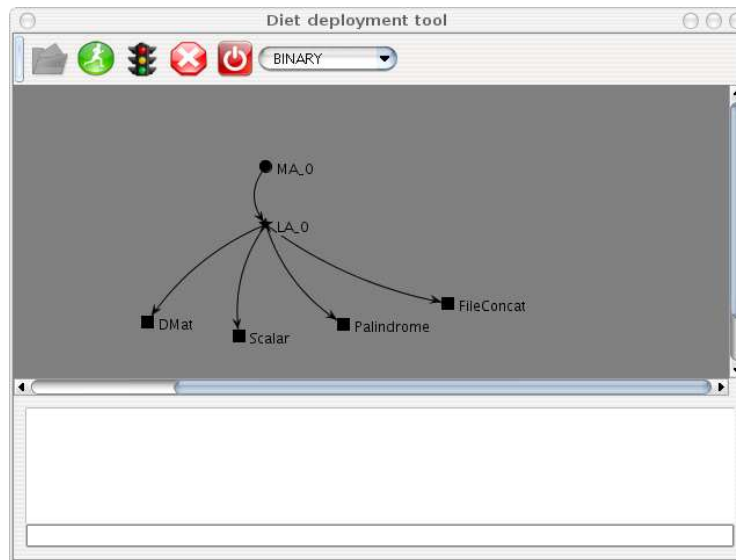 Diet deployment tool
BINARY
MA_0
LA_0
FileConcat
DMat
Palindrome
Scalar